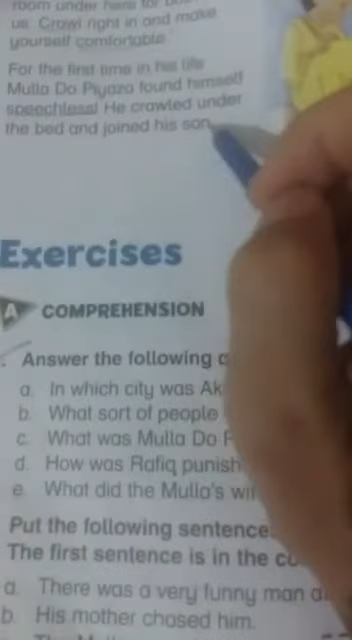 room under here for
us. Crawl right in and make
yourself comfortable
For the first time in his life
Mulla Do Piyaza found himself
speechless! He crawled under
the bed and joined his son
Exercises
A COMPREHENSION
Answer the following
a. In which city was Ak
b. What sort of people
c. What was Mulla Do P
d. How was Rafiq punish
e. What did the Mulla's wif
Put the following sentence
The first sentence is in the co
a. There was a very funny man
b. His mother chased him.